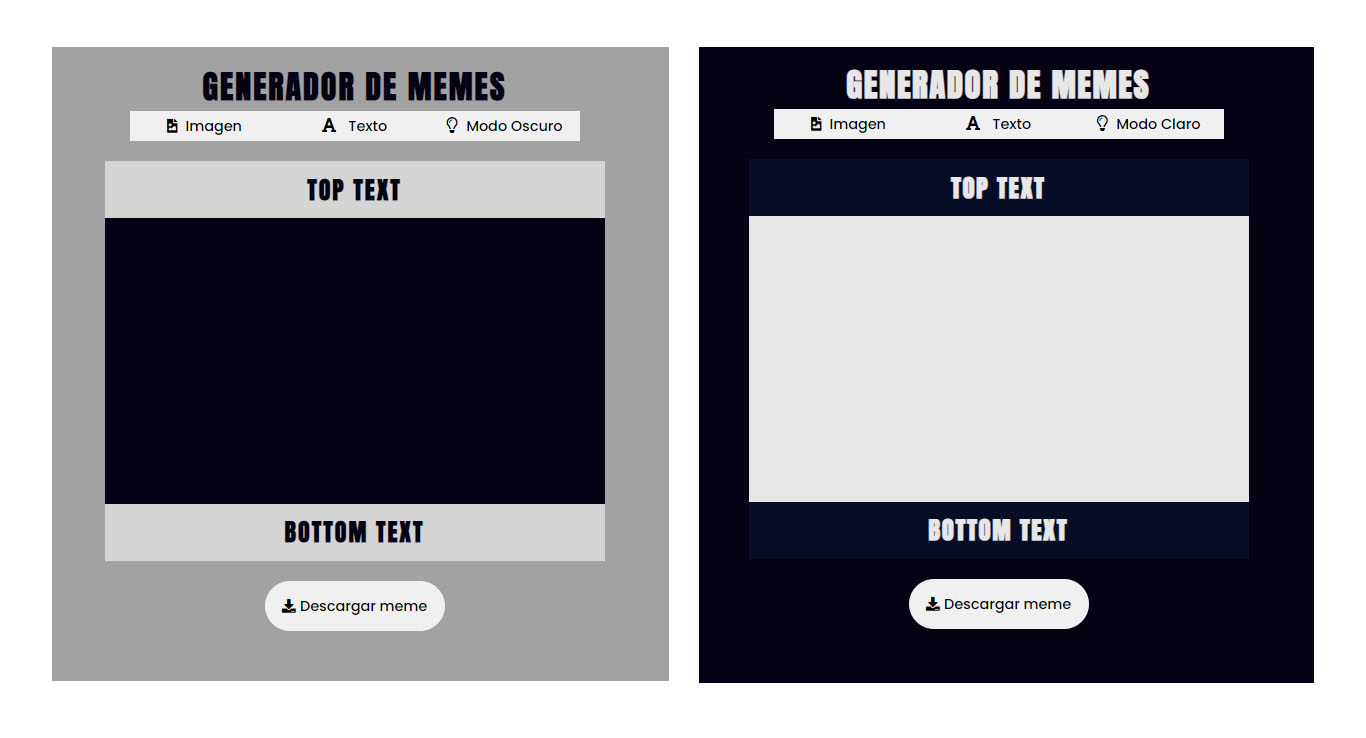 GENERADOR DE MEMES
Imagen Texto Modo Oscuro
TOP TEXT
BOTTOM TEXT
Descargar meme
GENERADOR DE MEMES
Imagen Texto Modo Claro
TOP TEXT
BOTTOM TEXT
Descargar meme